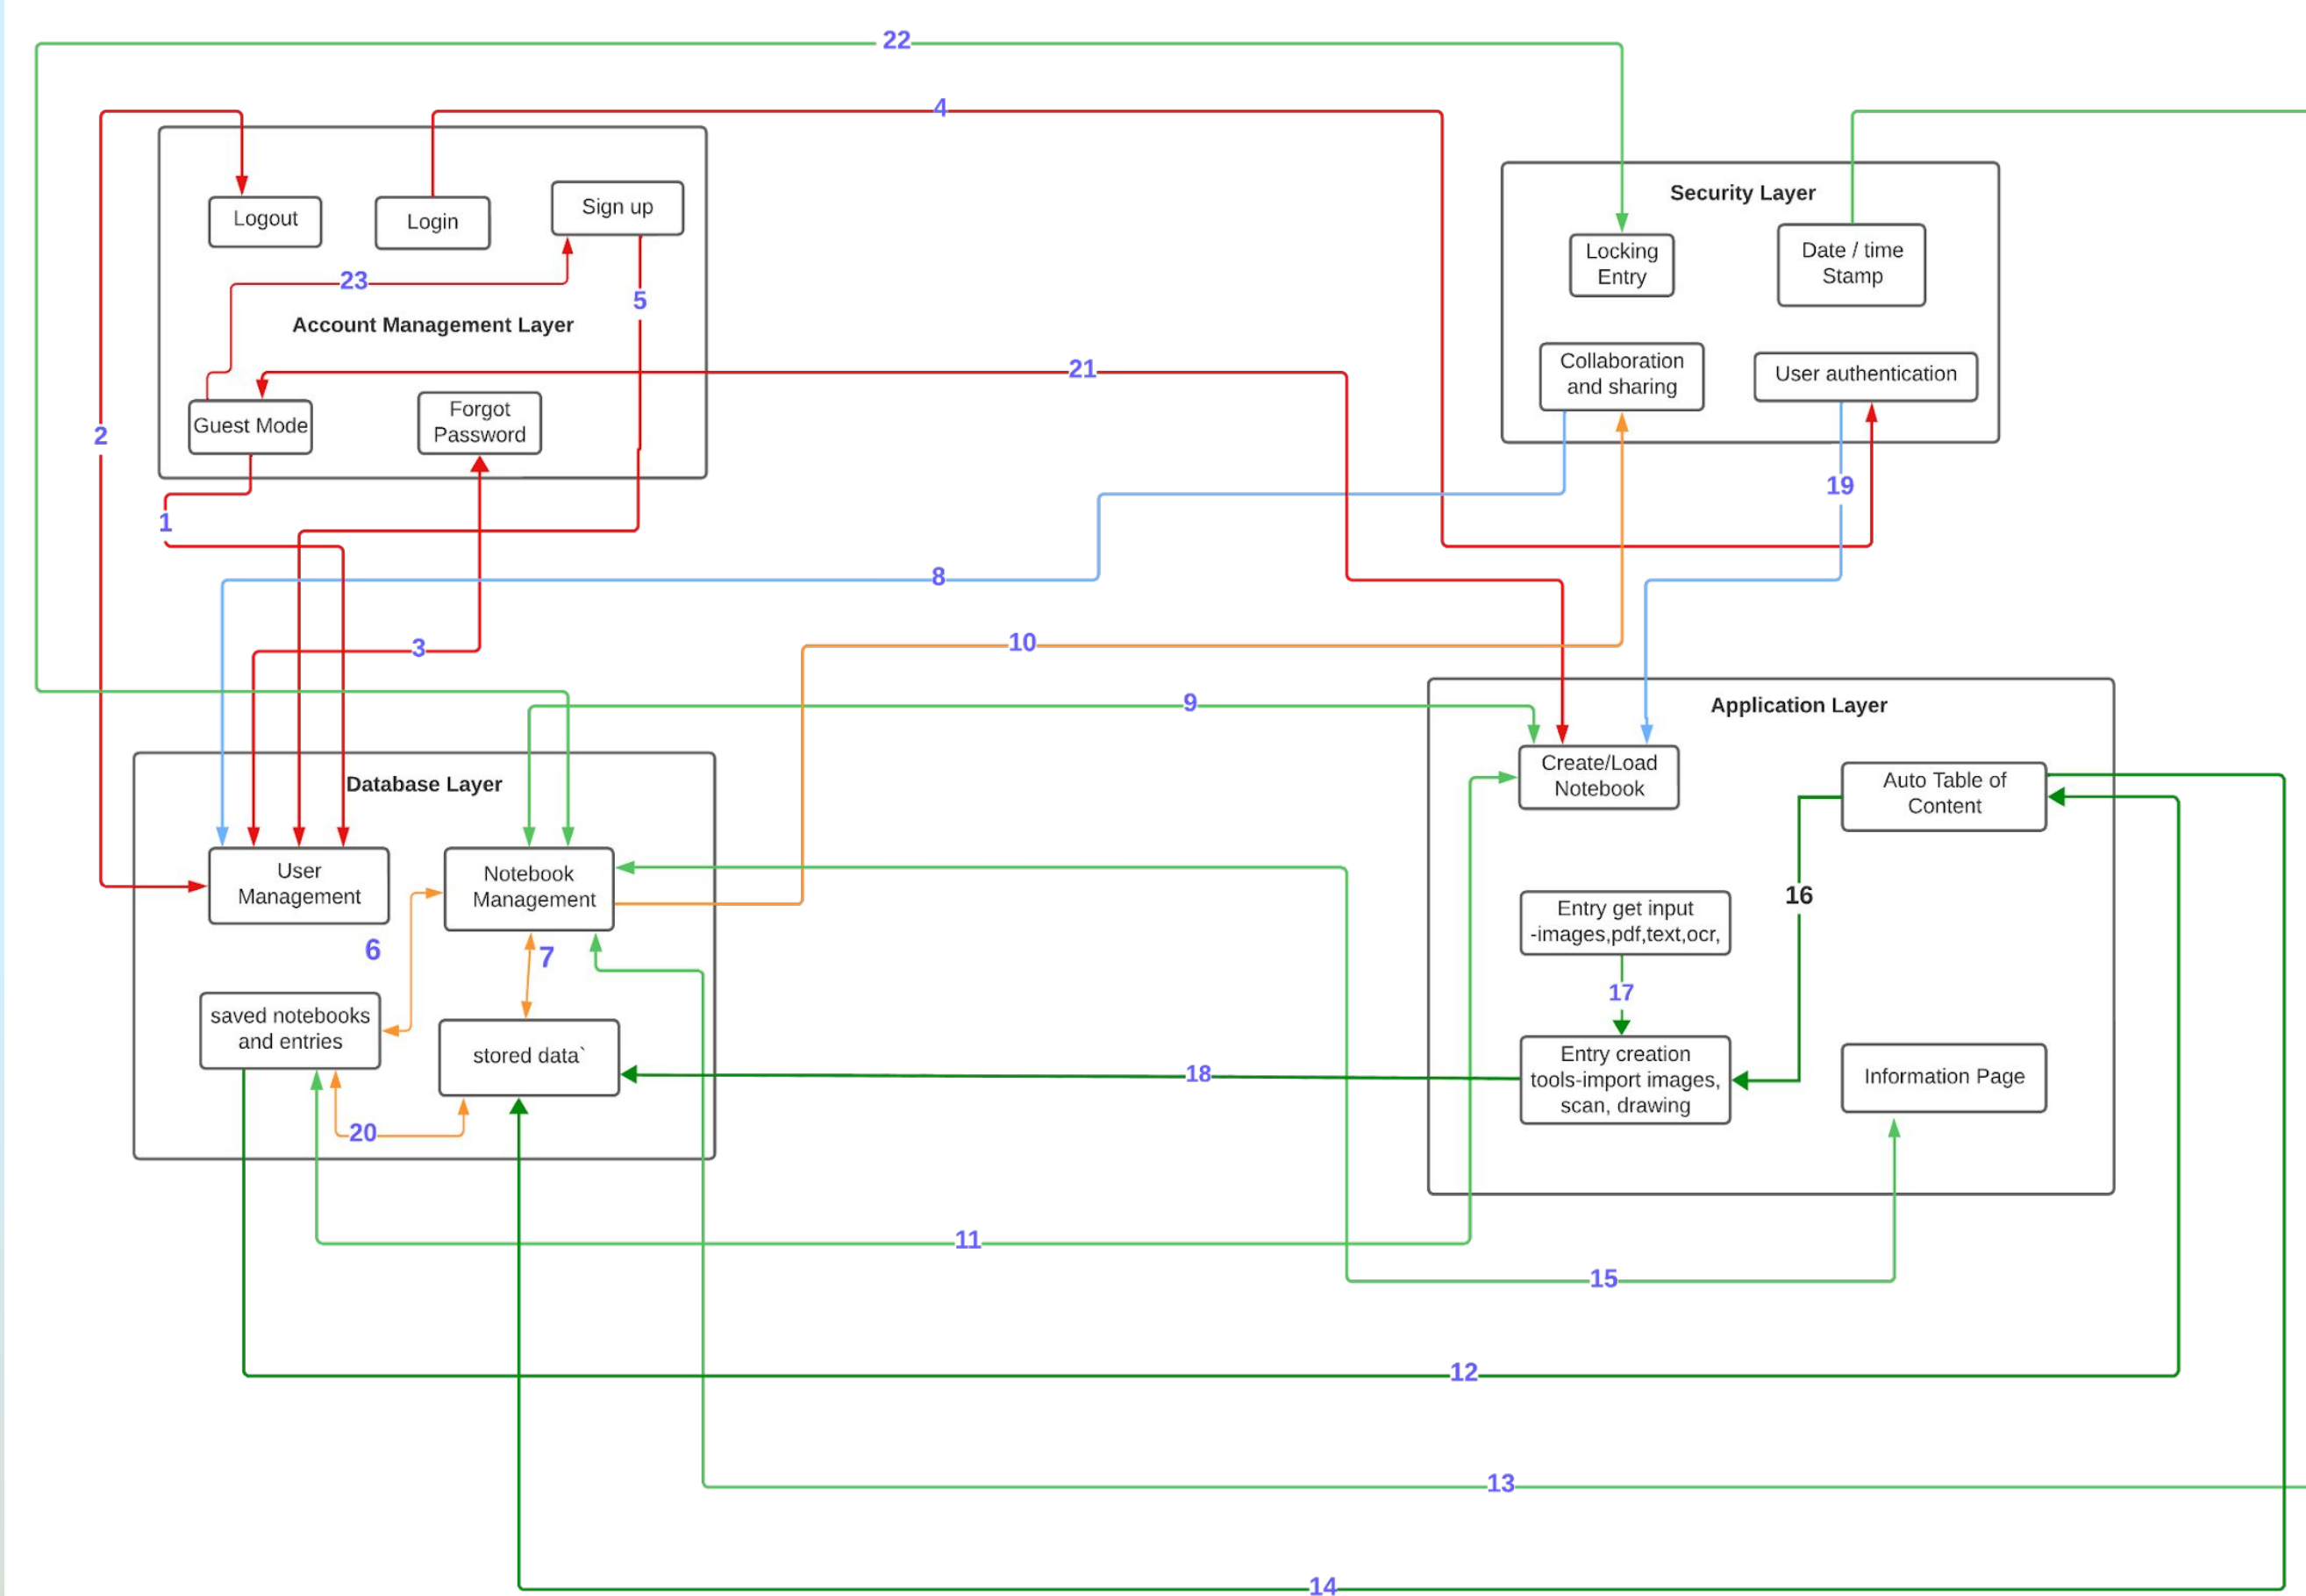 22
4
Logout
Login
Sign up
23
5
Account Management Layer
21
Guest Mode
Forgot
Password
2
1
Security Layer
Locking
Entry
Date / time
Stamp
Collaboration
and sharing
User authentication
19
8
3
10
9
Database Layer
User
Management
Notebook
Management
6
7
saved notebooks
and entries
stored data`
20
Application Layer
Create/Load
Notebook
Auto Table of
Content
16
Entry get input
-images,pdf,text,ocr,
17
Entry creation
tools-import images,
scan, drawing
Information Page
18
11
15
12
13
14